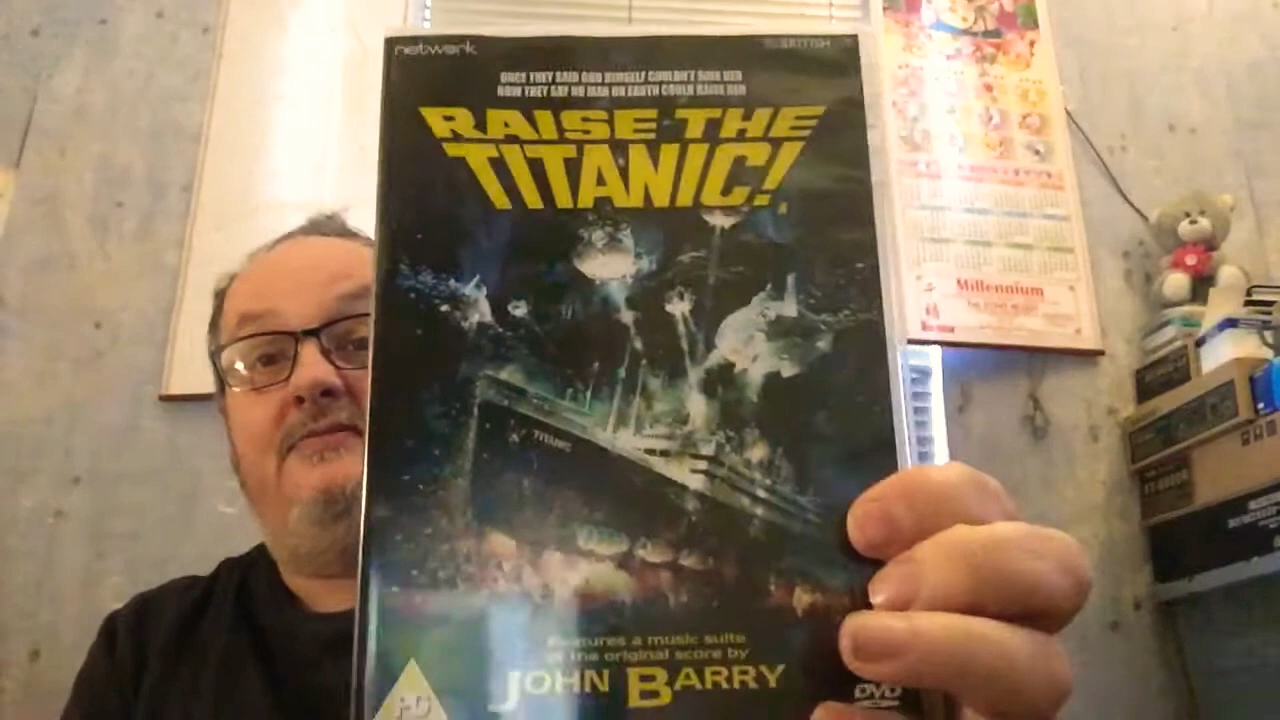 network
BRITISH
ONCE THEY SAID GOD HIMSELF COULDN'T SINK HER
NOW THEY SAY NO MAN ON EARTH COULD RAISE HER
RAISE THE
TITANIC!
TITANIC
Features a music suite
the original score by
JOHN BARRY
PG
DVD
Millennium